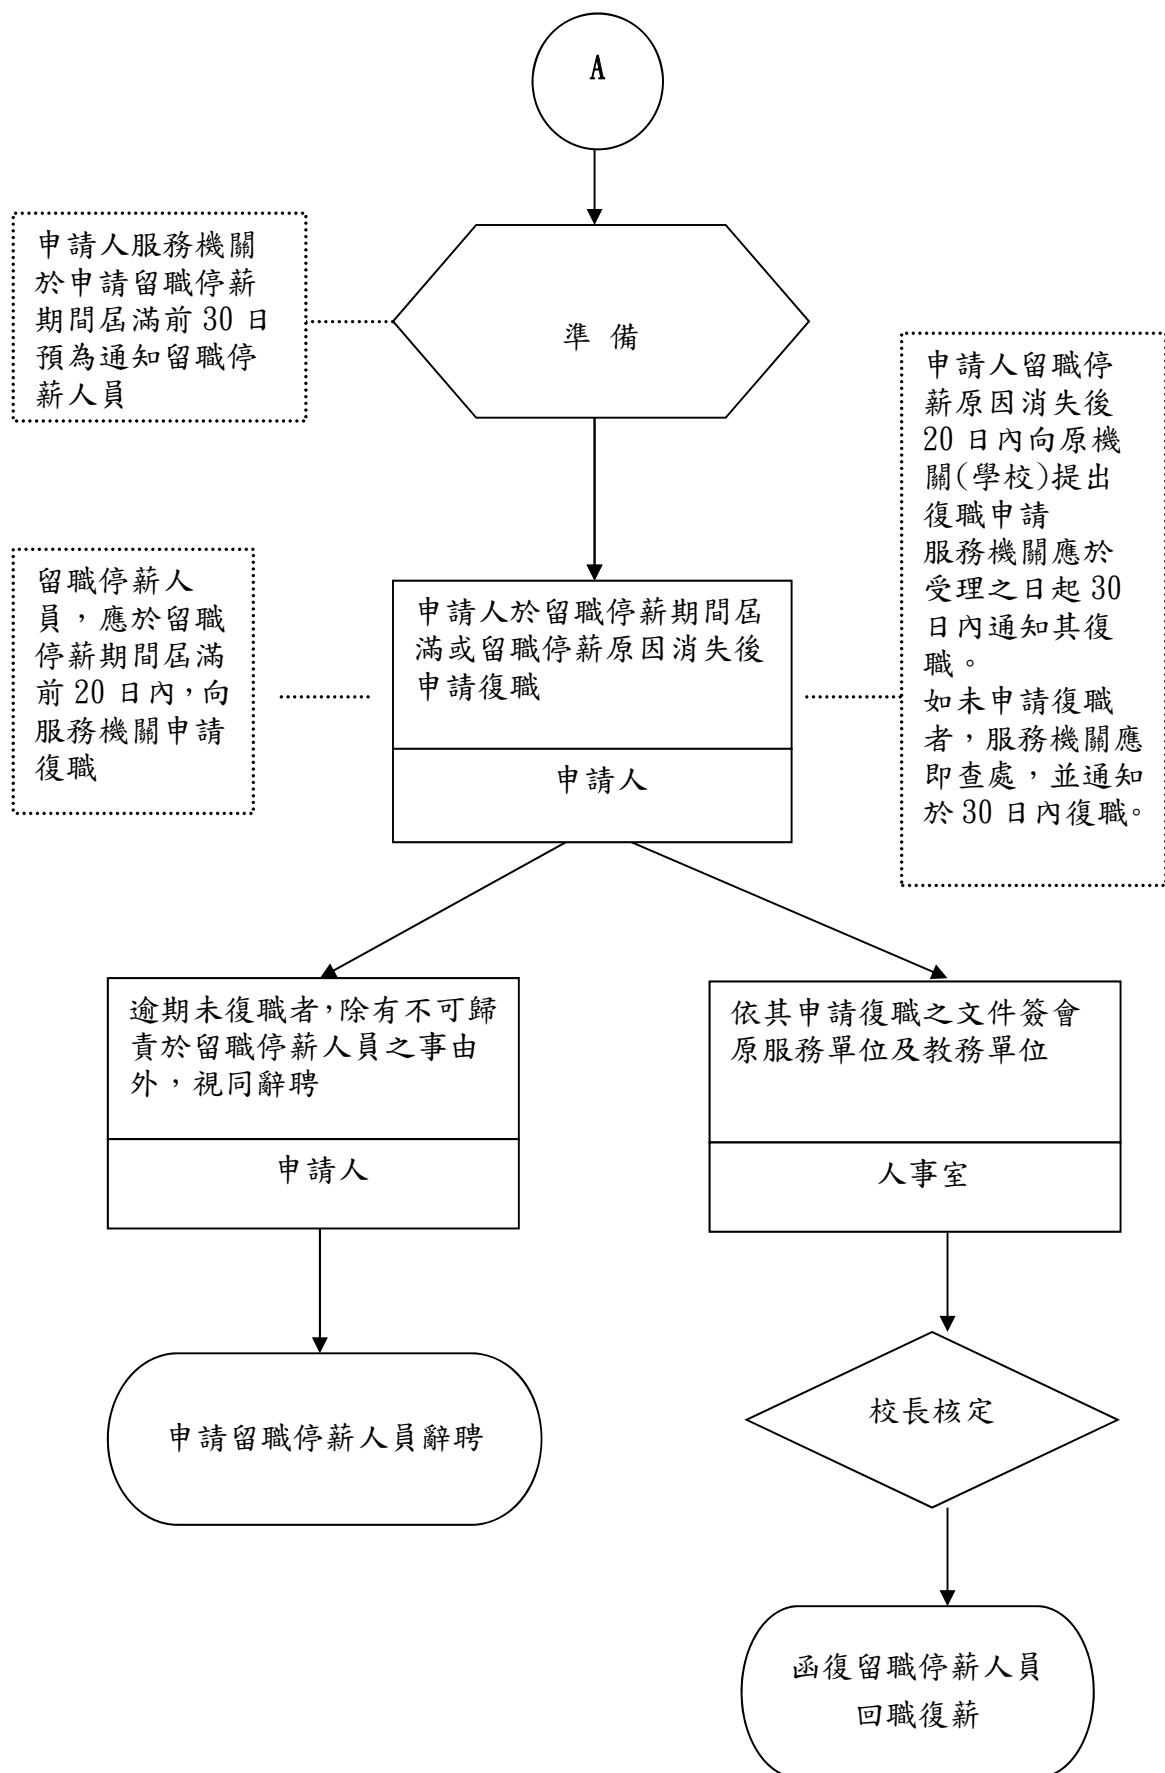 A
申請人服務機關
於申請留職停薪
期間屆滿前 30 日
預為通知留職停
薪人員
準 備
申請人留職停
薪原因消失後
20 日內向原機
關(學校)提出
復職申請
服務機關應於
受理之日起 30
日內通知其復
職。
如未申請復職
者，服務機關應
即查處，並通知
於 30 日內復職。
留職停薪人
員，應於留職
停薪期間屆滿
前 20 日內，向
服務機關申請
復職
申請人於留職停薪期間屆
滿或留職停薪原因消失後
申請復職
申請人
逾期未復職者，除有不可歸
責於留職停薪人員之事由
外，視同辭聘
申請人
依其申請復職之文件簽會
原服務單位及教務單位
人事室
校長核定
申請留職停薪人員辭聘
函復留職停薪人員
回職復薪